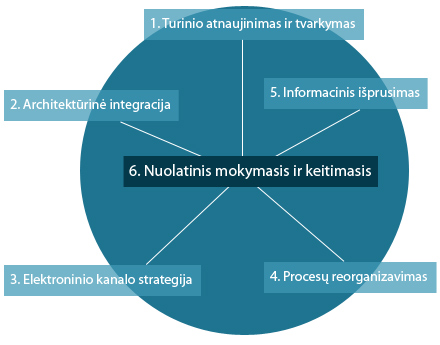 1. Turinio atnaujinimas ir tvarkymas
5. Informacinis išprusimas
2. Architektūrinė integracija
6. Nuolatinis mokymasis ir keitimasis
4. Procesų reorganizavimas
3. Elektroninio kanalo strategija